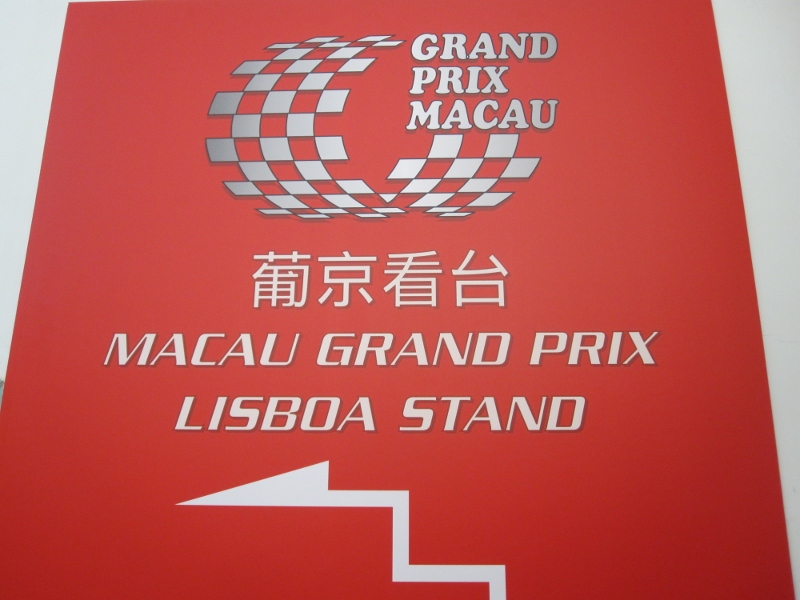 GRAND
PRIX
MACAU
葡京看台
MACAU GRAND PRIX
LISBOA STAND